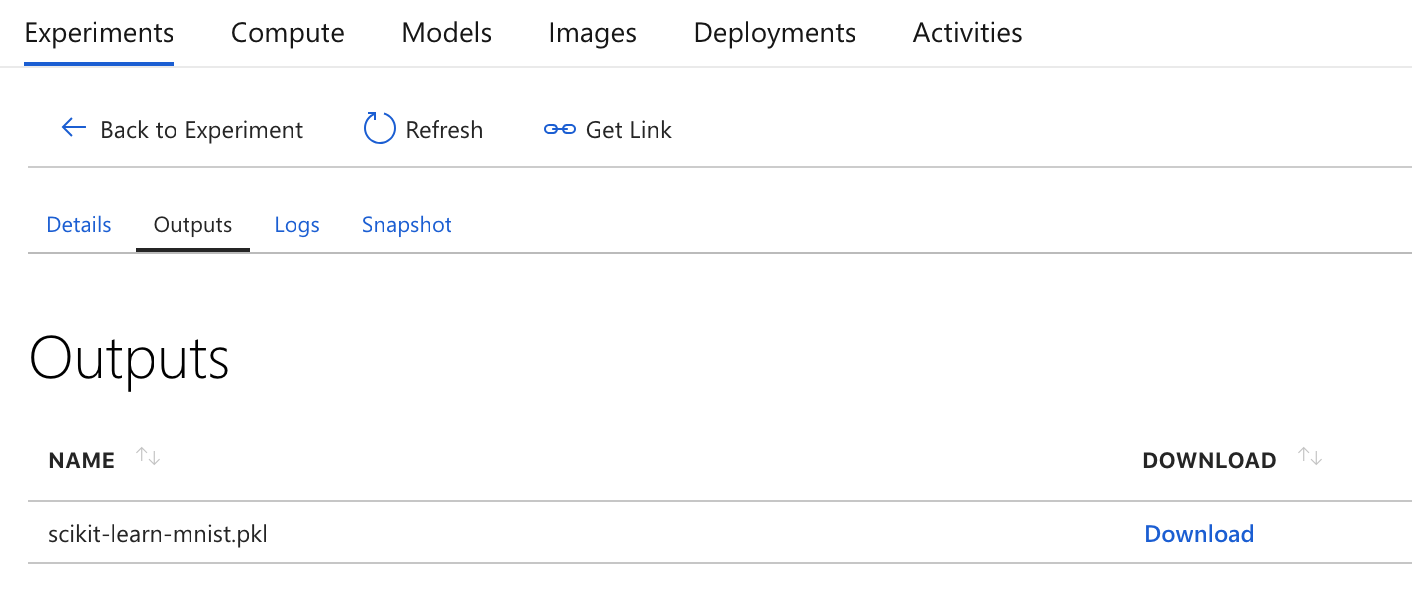 Experiments Compute Models Images Deployments Activities
Back to Experiment Refresh Get Link
Details Outputs Logs Snapshot
Outputs
NAME DOWNLOAD
scikit-learn-mnist.pkl Download